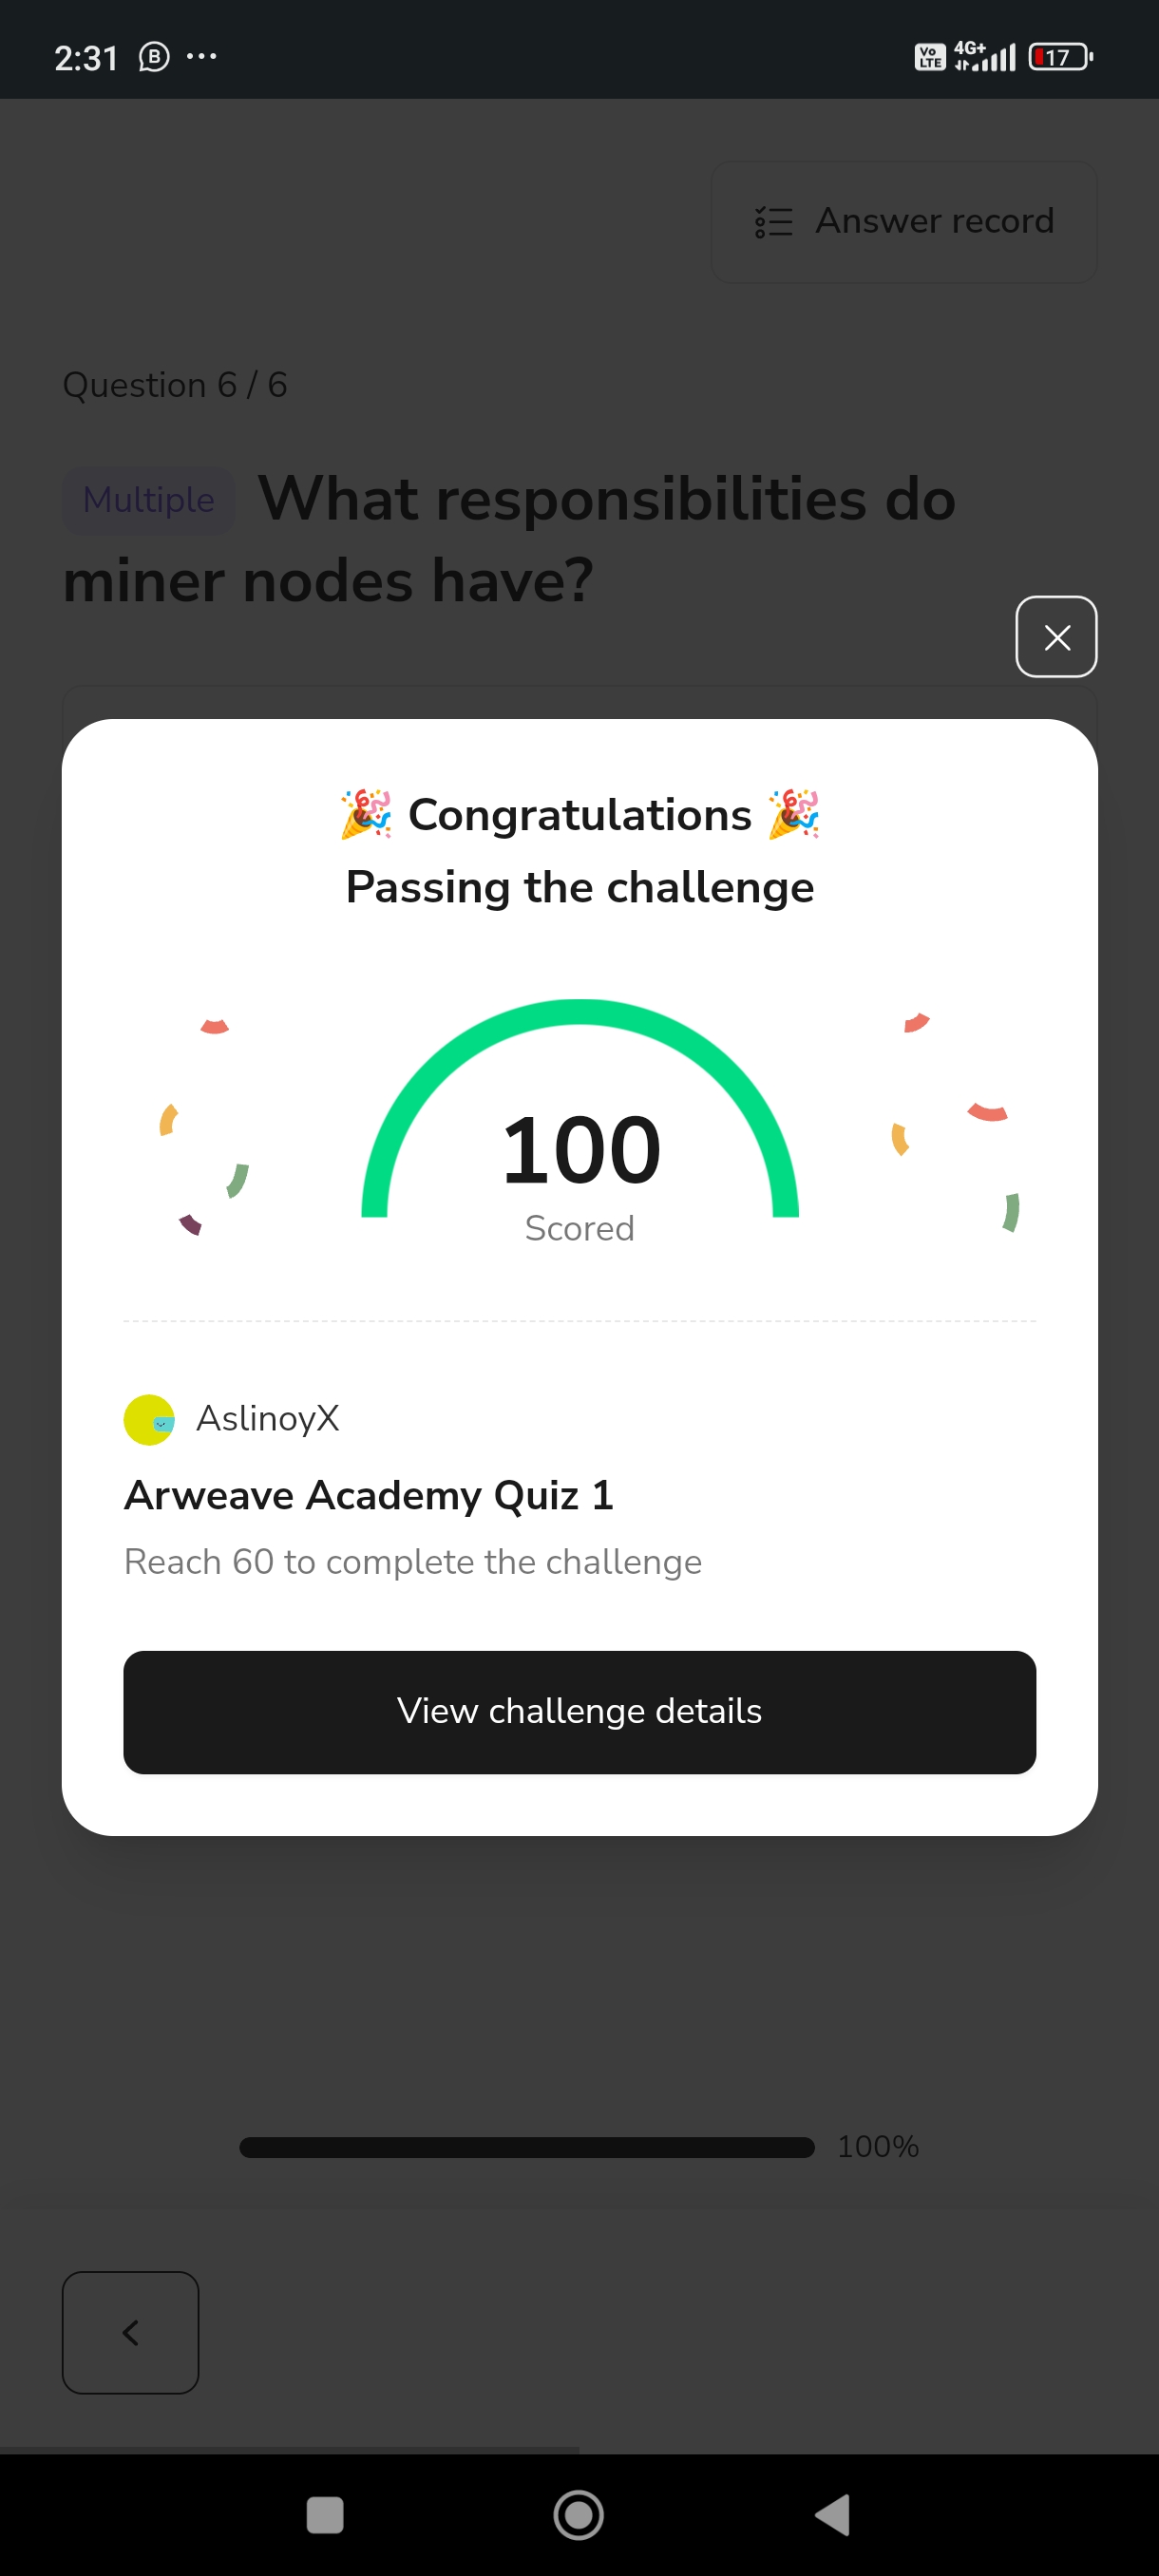 2:31
Vo LTE 4G+ 17
Answer record
Question 6 / 6
Multiple What responsibilities do
miner nodes have?
🎉 Congratulations 🎉
Passing the challenge
100
Scored
AslinoyX
Arweave Academy Quiz 1
Reach 60 to complete the challenge
View challenge details
100%